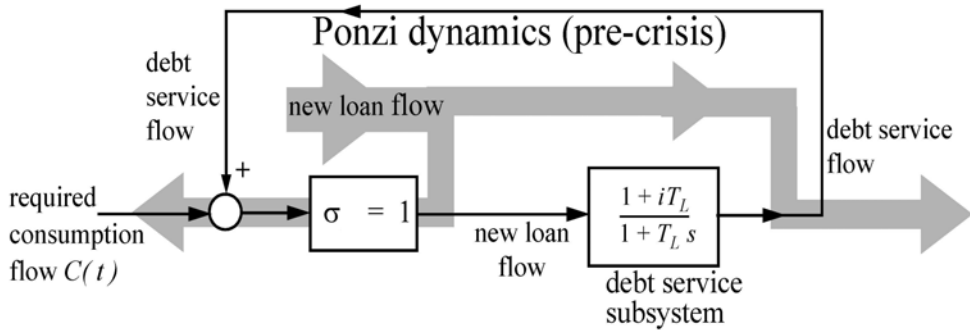 Ponzi dynamics (pre-crisis)
debt
service
flow
new loan flow
debt service
flow
+
required
consumption
flow C(t)
σ = 1
new loan
flow
1 + iT_L
1 + T_L s
debt service
subsystem